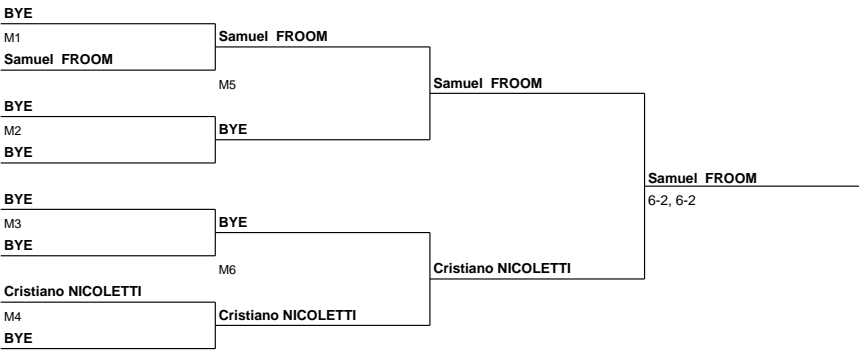 BYE
M1
Samuel FROOM
Samuel FROOM
M5
Samuel FROOM
BYE
M2
BYE
BYE
Samuel FROOM
6-2, 6-2
BYE
M3
BYE
BYE
M6
Cristiano NICOLETTI
Cristiano NICOLETTI
M4
Cristiano NICOLETTI
BYE